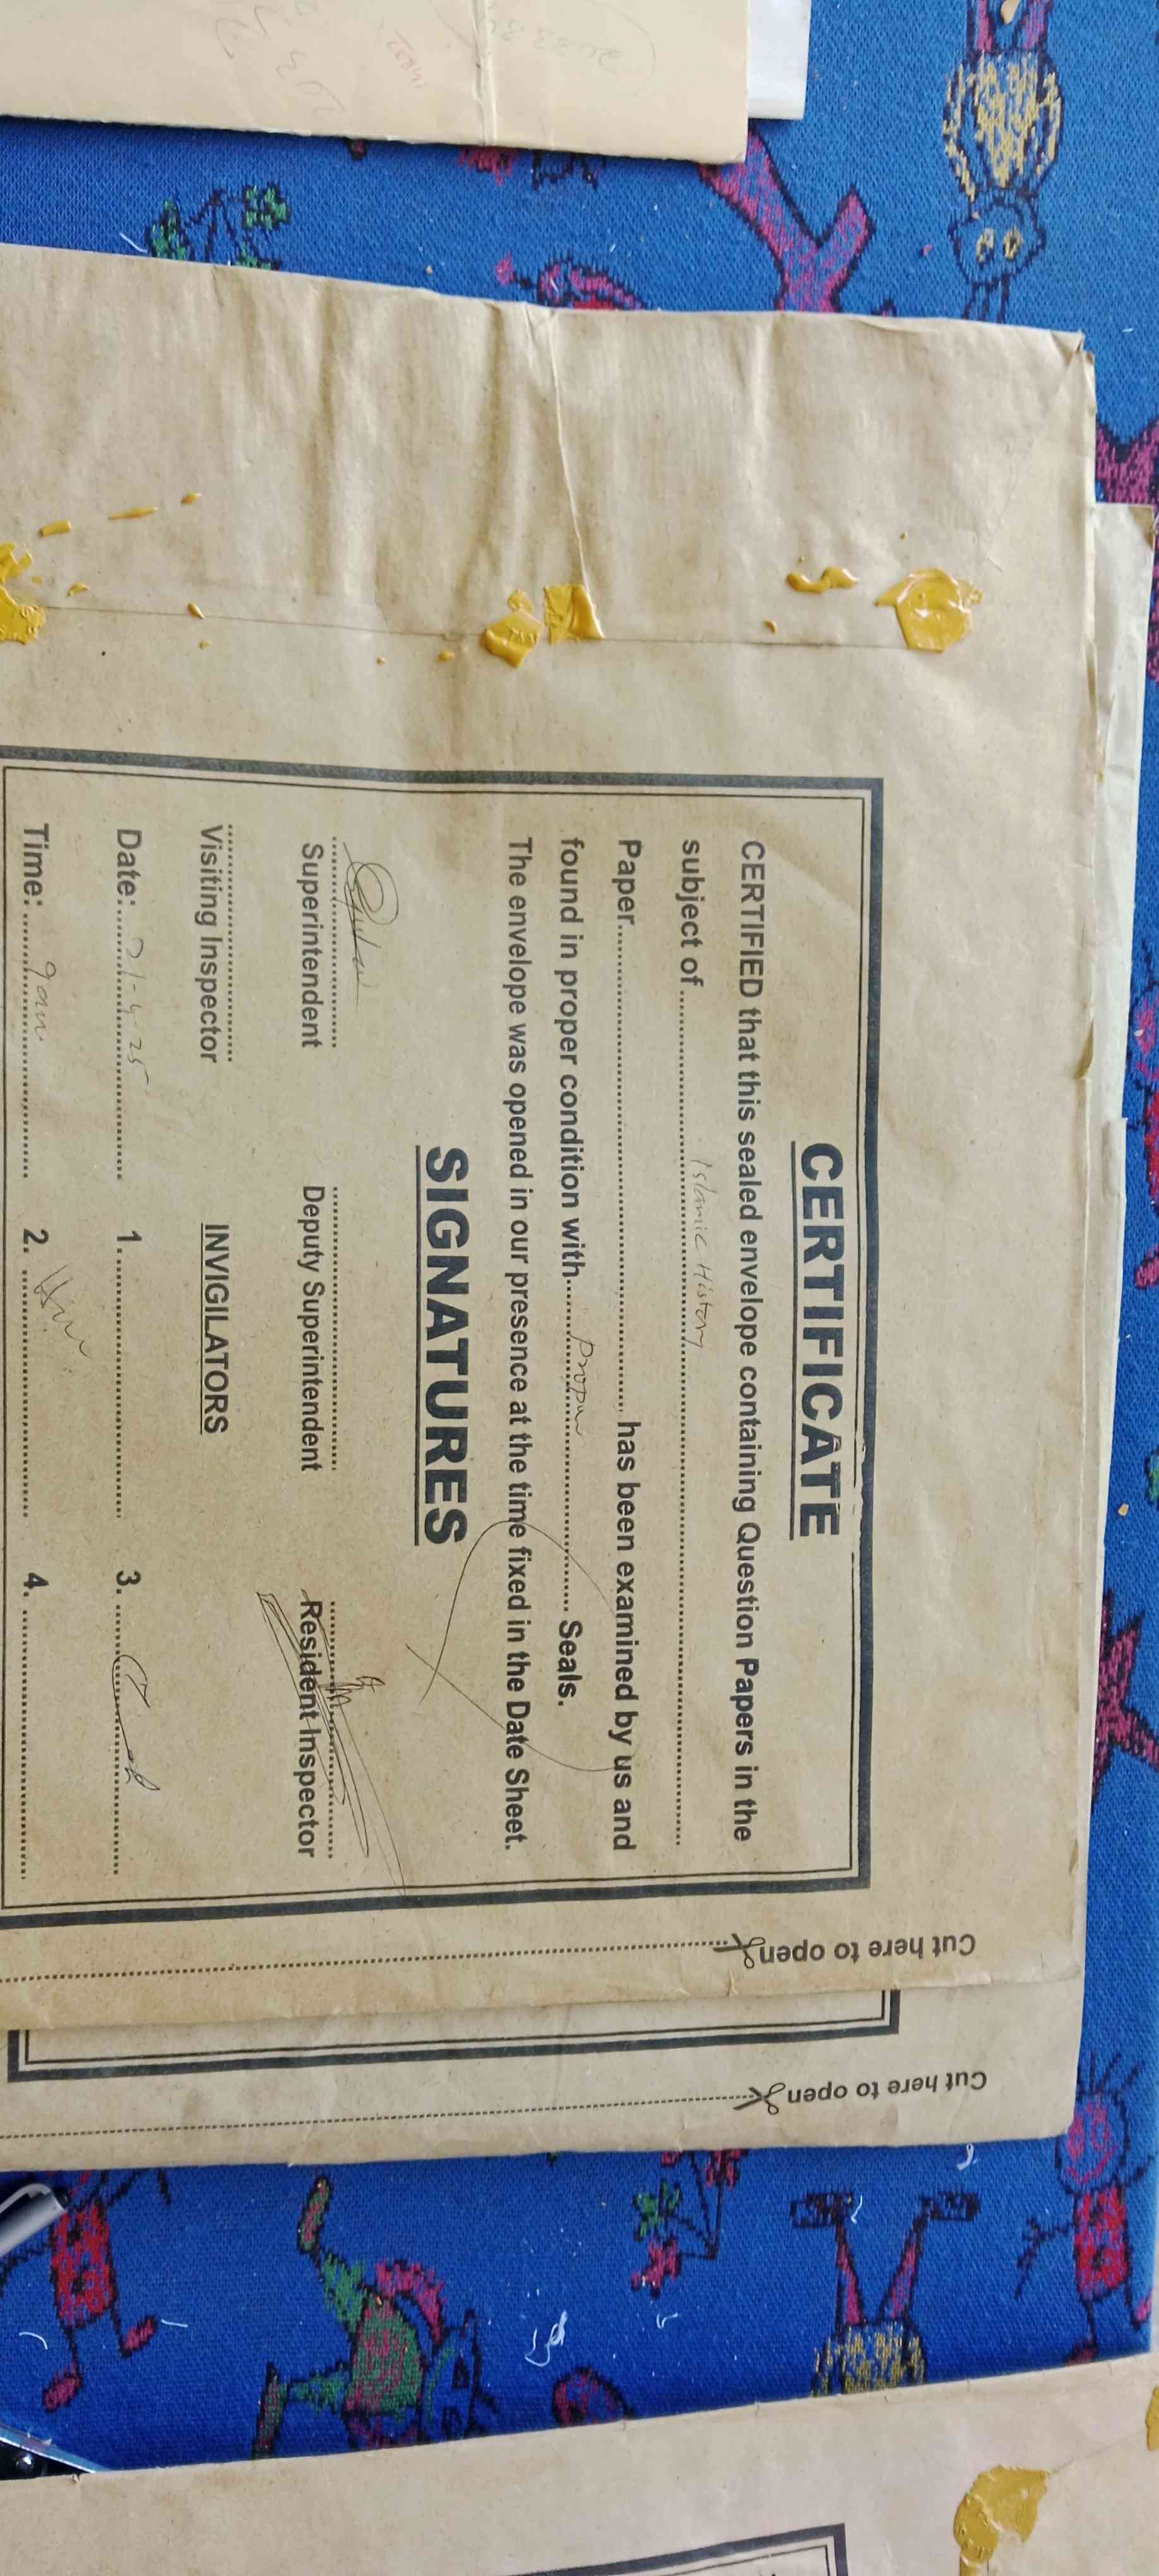 CERTIFICATE
CERTIFIED that this sealed envelope containing Question Papers in the
subject of .......... Islamic History ..........
Paper.................... has been examined by us and
found in proper condition with........ Proper ........ Seals.
The envelope was opened in our presence at the time fixed in the Date Sheet.
SIGNATURES
Superintendent Deputy Superintendent Resident Inspector
Visiting Inspector
INVIGILATORS
Date: 21-4-25 1. .......... 3. ..........
Time: 9 am 2. .......... 4. ..........
Cut here to open
Cut here to open